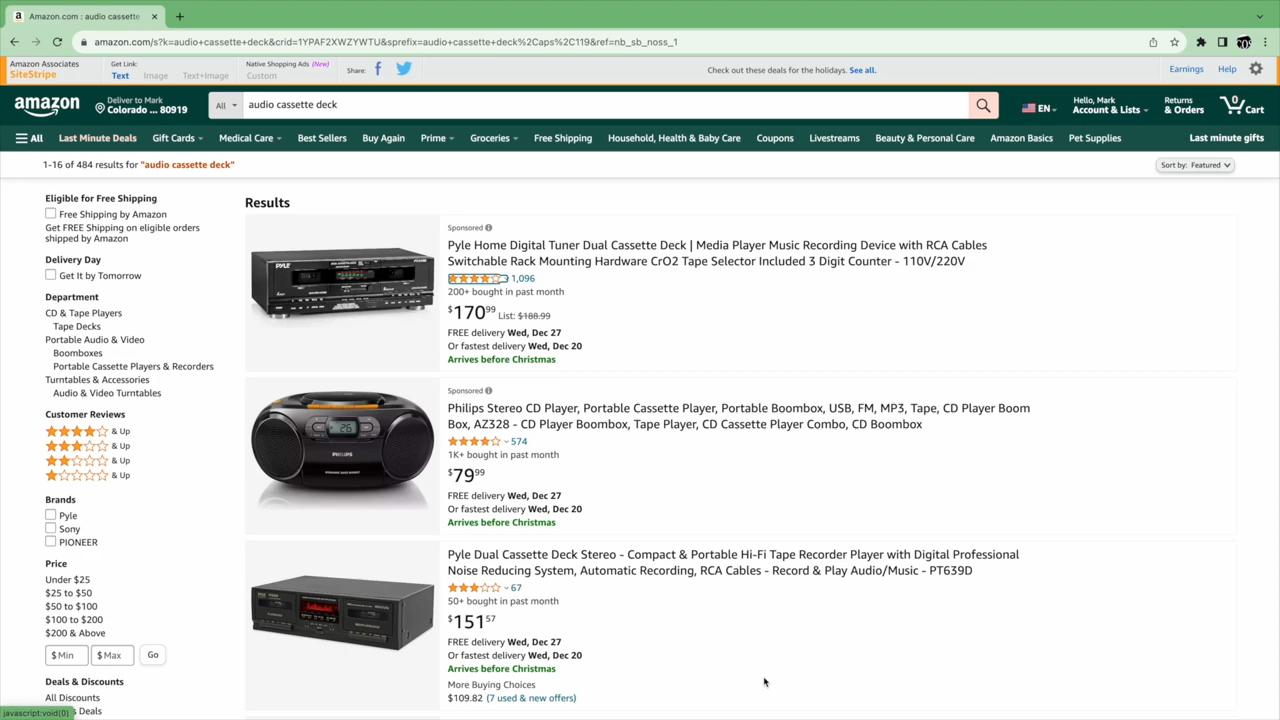 Amazon.com : audio cassette
amazon.com/s?k=audio+cassette+deck&crid=1YPAF2XWZYWTU&sprefix=audio+cassette+deck%2Caps%2C119&ref=nb_sb_noss_1
Amazon Associates
SiteStripe
Get Link:
Text Image Text+Image
Native Shopping Ads (New)
Custom
Share:
Check out these deals for the holidays. See all.
Earnings Help
amazon
Deliver to Mark
Colorado ... 80919
All
audio cassette deck
EN
Hello, Mark
Account & Lists
Returns
& Orders
0
Cart
All Last Minute Deals Gift Cards Medical Care Best Sellers Buy Again Prime Groceries Free Shipping Household, Health & Baby Care Coupons Livestreams Beauty & Personal Care Amazon Basics Pet Supplies Last minute gifts
1-16 of 484 results for "audio cassette deck"
Sort by: Featured
Eligible for Free Shipping
Free Shipping by Amazon
Get FREE Shipping on eligible orders
shipped by Amazon
Delivery Day
Get It by Tomorrow
Department
CD & Tape Players
Tape Decks
Portable Audio & Video
Boomboxes
Portable Cassette Players & Recorders
Turntables & Accessories
Audio & Video Turntables
Customer Reviews
& Up
& Up
& Up
& Up
Brands
Pyle
Sony
PIONEER
Price
Under $25
$25 to $50
$50 to $100
$100 to $200
$200 & Above
$ Min $ Max Go
Deals & Discounts
All Discounts
s Deals
javascript:void(0)
Results
PYLE
Sponsored
Pyle Home Digital Tuner Dual Cassette Deck | Media Player Music Recording Device with RCA Cables
Switchable Rack Mounting Hardware CrO2 Tape Selector Included 3 Digit Counter - 110V/220V
1,096
200+ bought in past month
$170.99 List: $188.99
FREE delivery Wed, Dec 27
Or fastest delivery Wed, Dec 20
Arrives before Christmas
26
PHILIPS
Sponsored
Philips Stereo CD Player, Portable Cassette Player, Portable Boombox, USB, FM, MP3, Tape, CD Player Boom
Box, AZ328 - CD Player Boombox, Tape Player, CD Cassette Player Combo, CD Boombox
574
1K+ bought in past month
$79.99
FREE delivery Wed, Dec 27
Or fastest delivery Wed, Dec 20
Arrives before Christmas
Pyle Dual Cassette Deck Stereo - Compact & Portable Hi-Fi Tape Recorder Player with Digital Professional
Noise Reducing System, Automatic Recording, RCA Cables - Record & Play Audio/Music - PT639D
67
50+ bought in past month
$151.57
FREE delivery Wed, Dec 27
Or fastest delivery Wed, Dec 20
Arrives before Christmas
More Buying Choices
$109.82 (7 used & new offers)